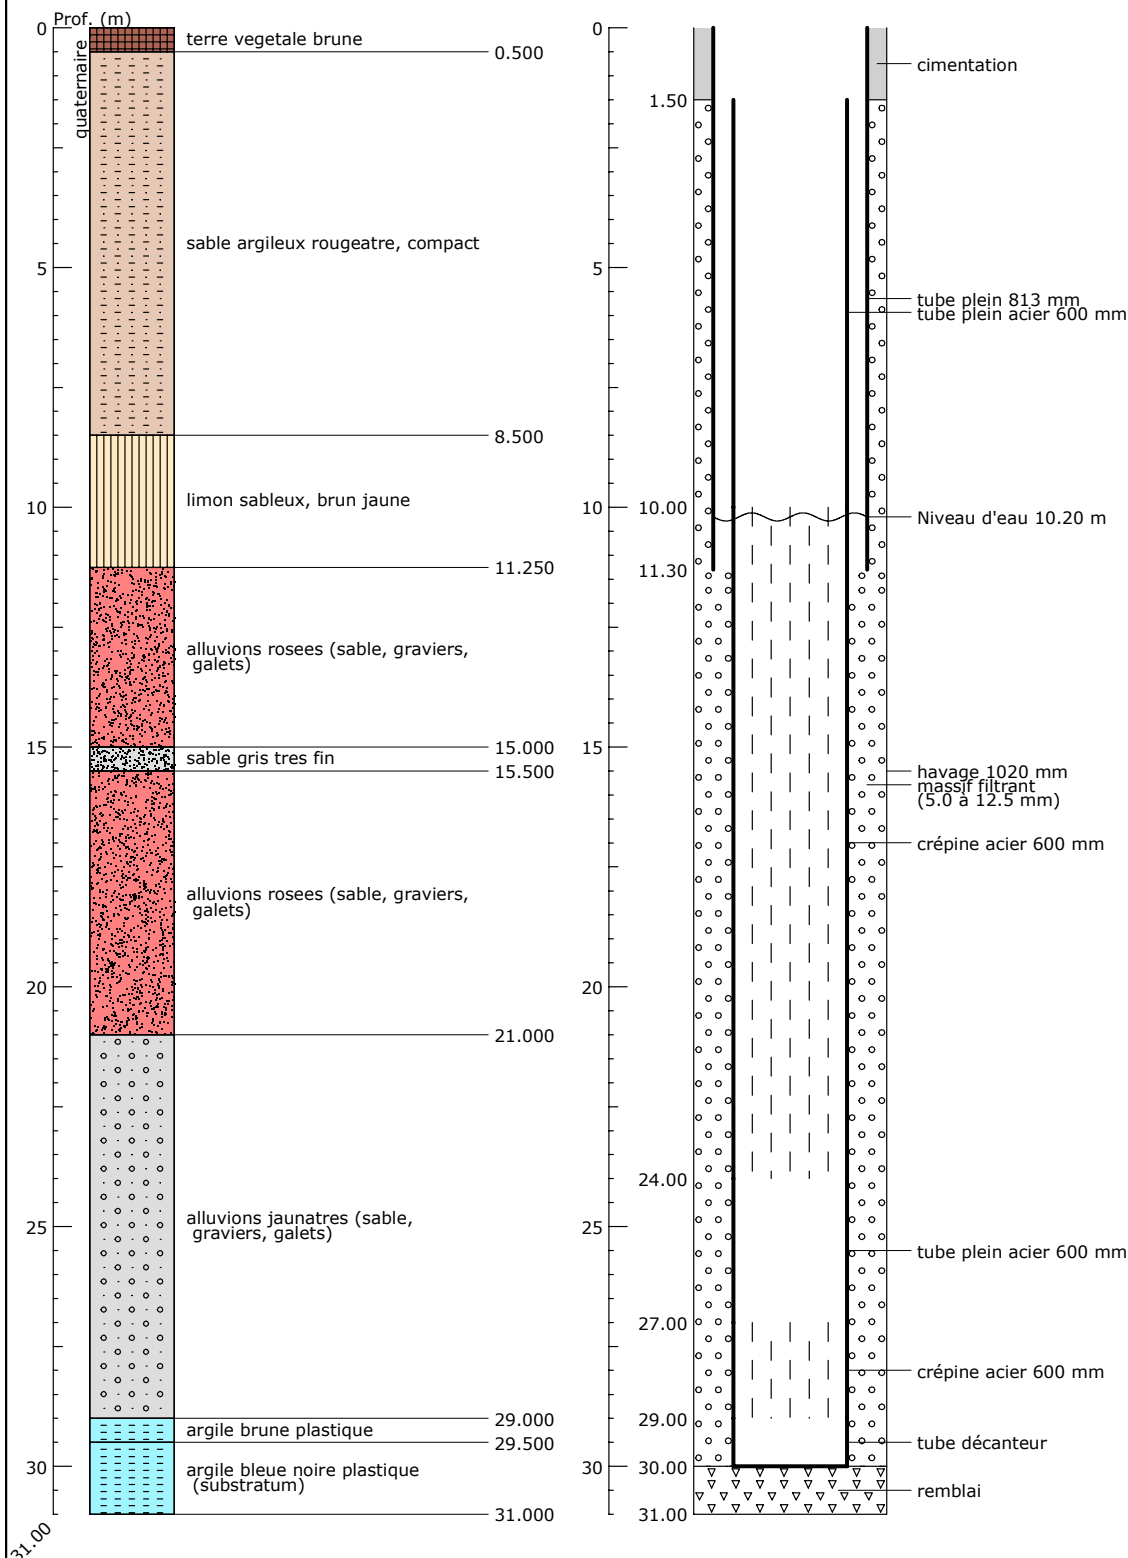 Prof. (m)
0
quaternaire
terre vegetale brune
0.500
sable argileux rougeatre, compact
5
8.500
limon sableux, brun jaune
10
11.250
alluvions rosees (sable, graviers,
galets)
15
15.000
sable gris tres fin
15.500
alluvions rosees (sable, graviers,
galets)
20
21.000
alluvions jaunatres (sable,
graviers, galets)
25
29.000
argile brune plastique
29.500
30
argile bleue noire plastique
(substratum)
31.000
31.00
0
cimentation
1.50
5
tube plein 813 mm
tube plein acier 600 mm
10
10.00
Niveau d'eau 10.20 m
11.30
15
havage 1020 mm
massif filtrant
(5.0 à 12.5 mm)
crépine acier 600 mm
20
24.00
25
tube plein acier 600 mm
27.00
crépine acier 600 mm
29.00
tube décanteur
30
30.00
remblai
31.00